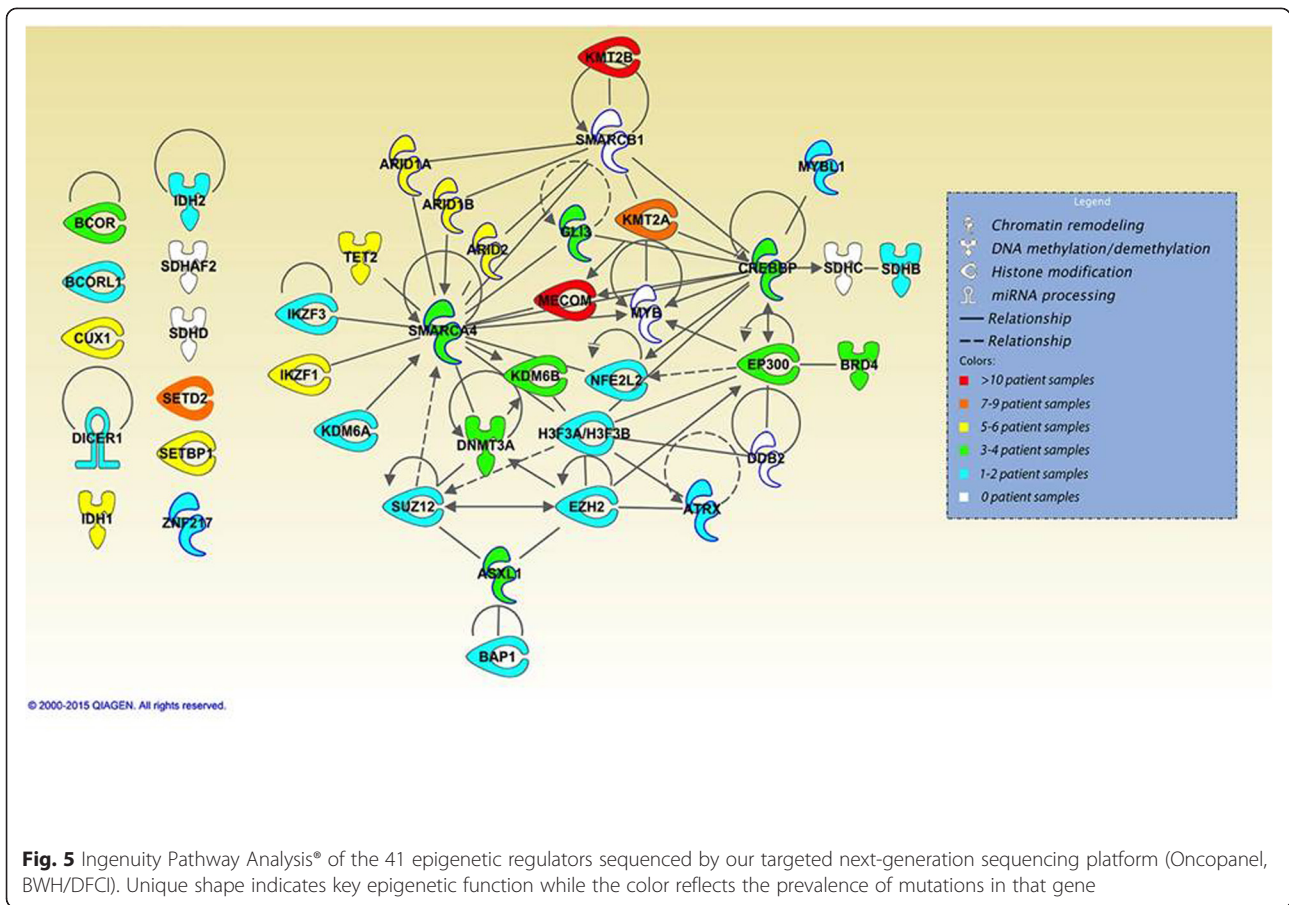 KMT2B
SMARCB1
ARID1A
MYBL1
IDH2
ARID1B
BCOR
KMT2A
GLI3
ARID2
TET2
SDHAF2
CREBBP
SDHC
SDHB
BCORL1
MECOM
IKZF3
MYB
SMARCA4
SDHD
CUX1
EP300
BRD4
IKZF1
KDM6B
NFE2L2
SETD2
KDM6A
H3F3A/H3F3B
DICER1
DNMT3A
SETBP1
DDB2
SUZ12
EZH2
ATRX
IDH1
ZNF217
ASXL1
BAP1
Legend
Chromatin remodeling
DNA methylation/demethylation
Histone modification
miRNA processing
Relationship
Relationship
Colors:
>10 patient samples
7-9 patient samples
5-6 patient samples
3-4 patient samples
1-2 patient samples
0 patient samples
© 2000-2015 QIAGEN. All rights reserved.
Fig. 5 Ingenuity Pathway Analysis® of the 41 epigenetic regulators sequenced by our targeted next-generation sequencing platform (Oncopanel,
BWH/DFCI). Unique shape indicates key epigenetic function while the color reflects the prevalence of mutations in that gene